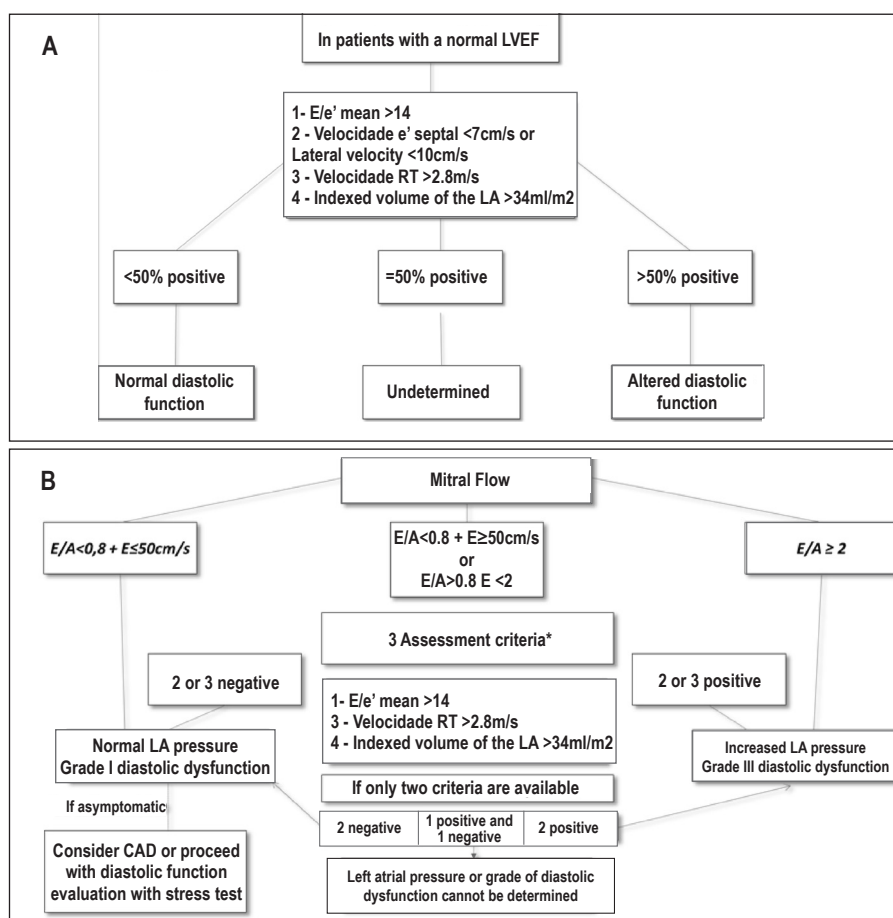 A
In patients with a normal LVEF
1- E/e' mean >14
2 - Velocidade e' septal <7cm/s or
Lateral velocity <10cm/s
3 - Velocidade RT >2.8m/s
4 - Indexed volume of the LA >34ml/m2
<50% positive
=50% positive
>50% positive
Normal diastolic
function
Undetermined
Altered diastolic
function
B
Mitral Flow
E/A<0,8 + E≤50cm/s
E/A<0.8 + E≥50cm/s
or
E/A>0.8 E <2
E/A ≥ 2
3 Assessment criteria*
2 or 3 negative
2 or 3 positive
1- E/e' mean >14
3 - Velocidade RT >2.8m/s
4 - Indexed volume of the LA >34ml/m2
Normal LA pressure
Grade I diastolic dysfunction
Increased LA pressure
Grade III diastolic dysfunction
If only two criteria are available
If asymptomatic
2 negative
1 positive and
1 negative
2 positive
Consider CAD or proceed
with diastolic function
evaluation with stress test
Left atrial pressure or grade of diastolic
dysfunction cannot be determined